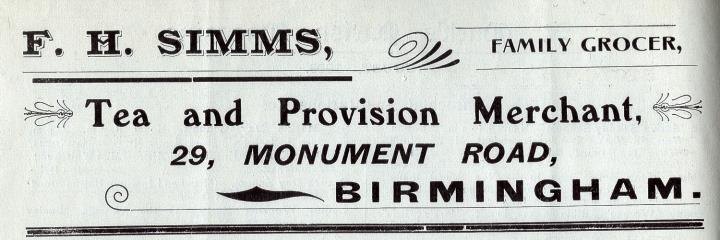 F. H. SIMMS,
FAMILY GROCER,
Tea and Provision Merchant,
29, MONUMENT ROAD,
BIRMINGHAM.